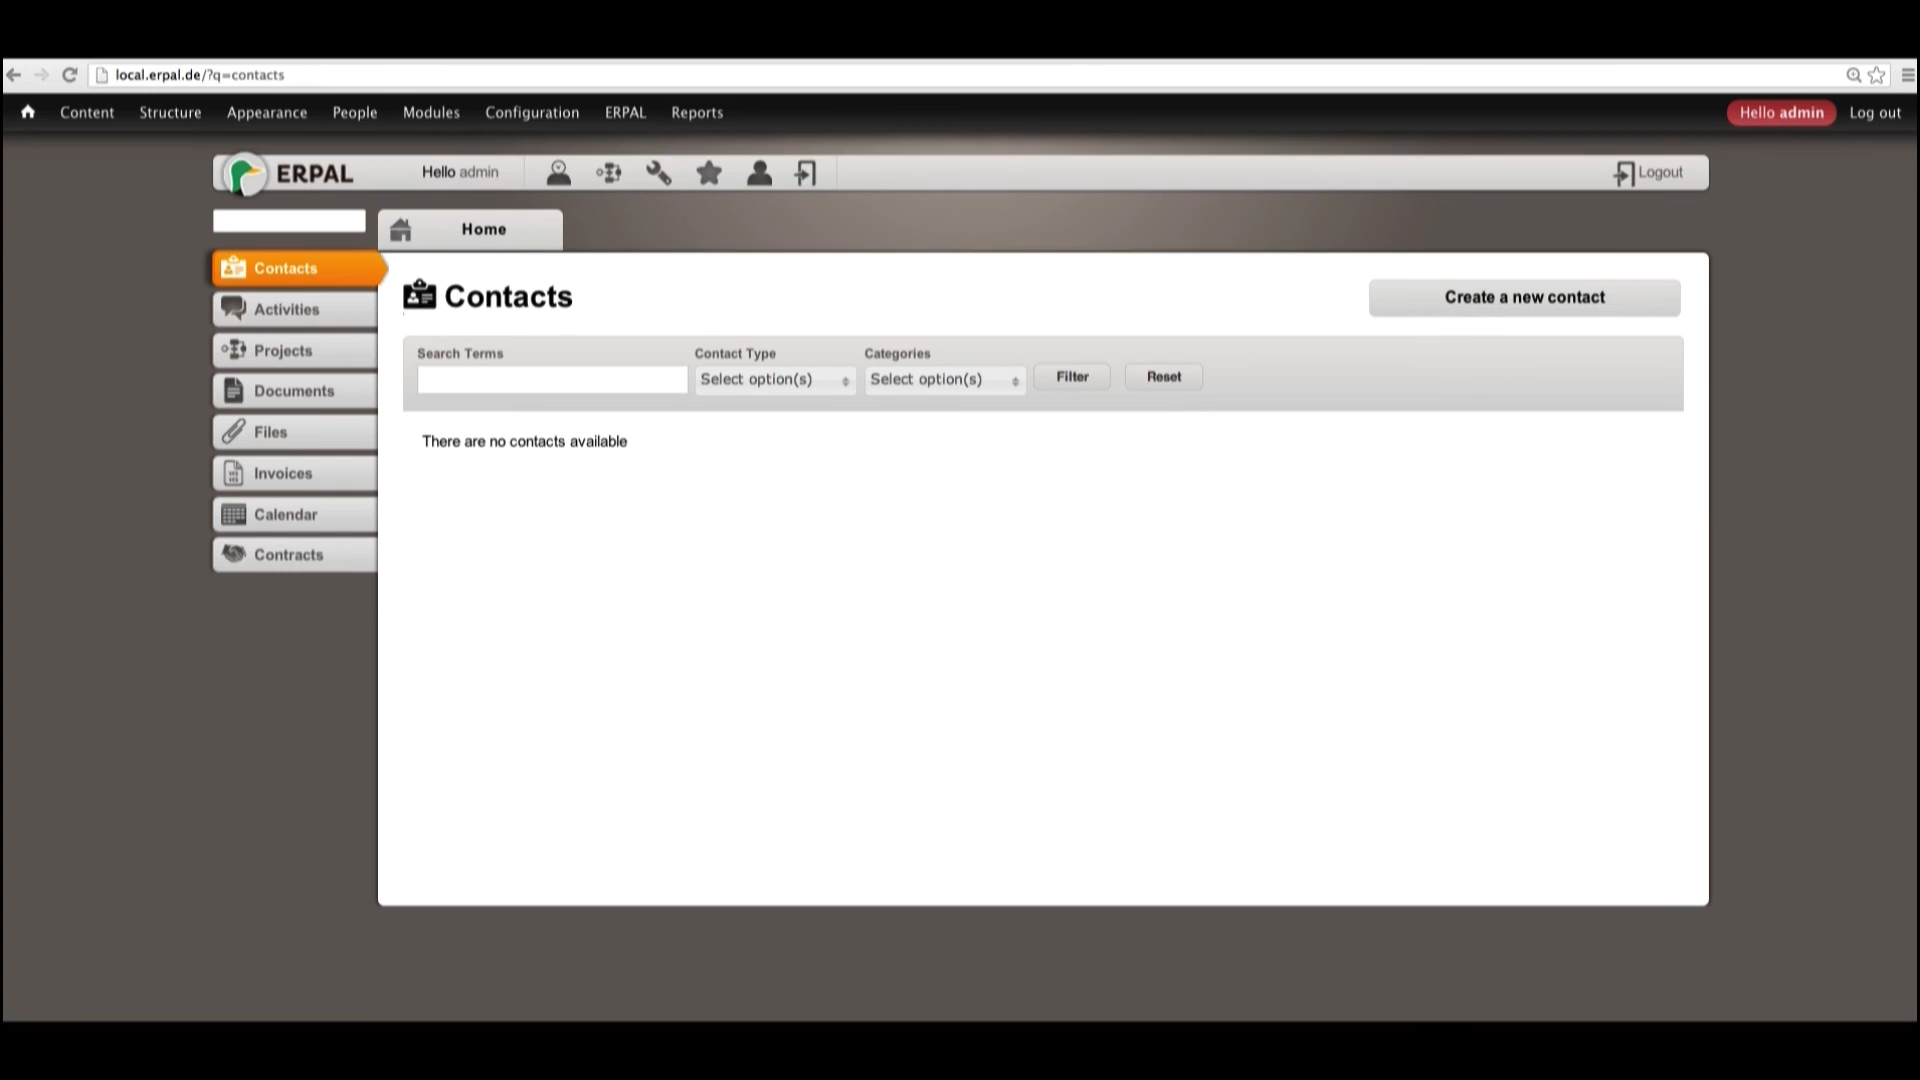 local.erpal.de/?q=contacts
Content Structure Appearance People Modules Configuration ERPAL Reports Hello admin Log out
ERPAL Hello admin Logout
Home
Contacts
Activities
Projects
Documents
Files
Invoices
Calendar
Contracts
Contacts Create a new contact
Search Terms Contact Type Categories
Select option(s) Select option(s) Filter Reset
There are no contacts available